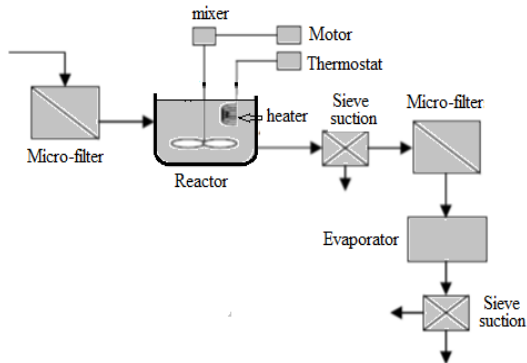 mixer
Motor
Thermostat
heater
Sieve
suction
Micro-filter
Micro-filter
Reactor
Evaporator
Sieve
suction